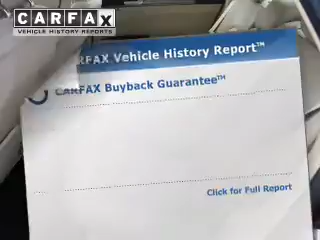 CARFAX
VEHICLE HISTORY REPORTS
CARFAX Vehicle History Report™
CARFAX Buyback Guarantee™
Click for Full Report